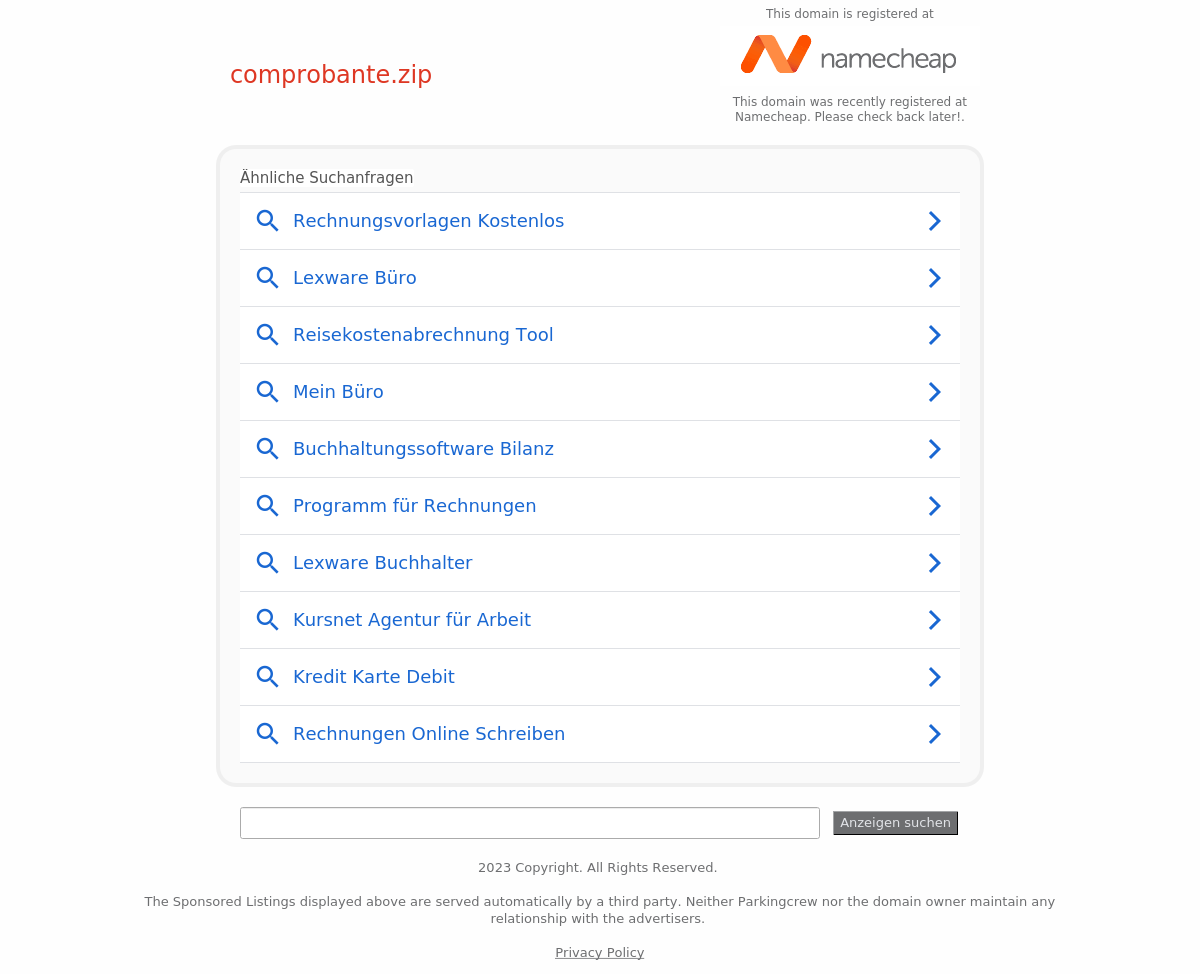 This domain is registered at
namecheap
comprobante.zip
This domain was recently registered at
Namecheap. Please check back later!.
Ähnliche Suchanfragen
Rechnungsvorlagen Kostenlos
Lexware Büro
Reisekostenabrechnung Tool
Mein Büro
Buchhaltungssoftware Bilanz
Programm für Rechnungen
Lexware Buchhalter
Kursnet Agentur für Arbeit
Kredit Karte Debit
Rechnungen Online Schreiben
Anzeigen suchen
2023 Copyright. All Rights Reserved.
The Sponsored Listings displayed above are served automatically by a third party. Neither Parkingcrew nor the domain owner maintain any
relationship with the advertisers.
Privacy Policy